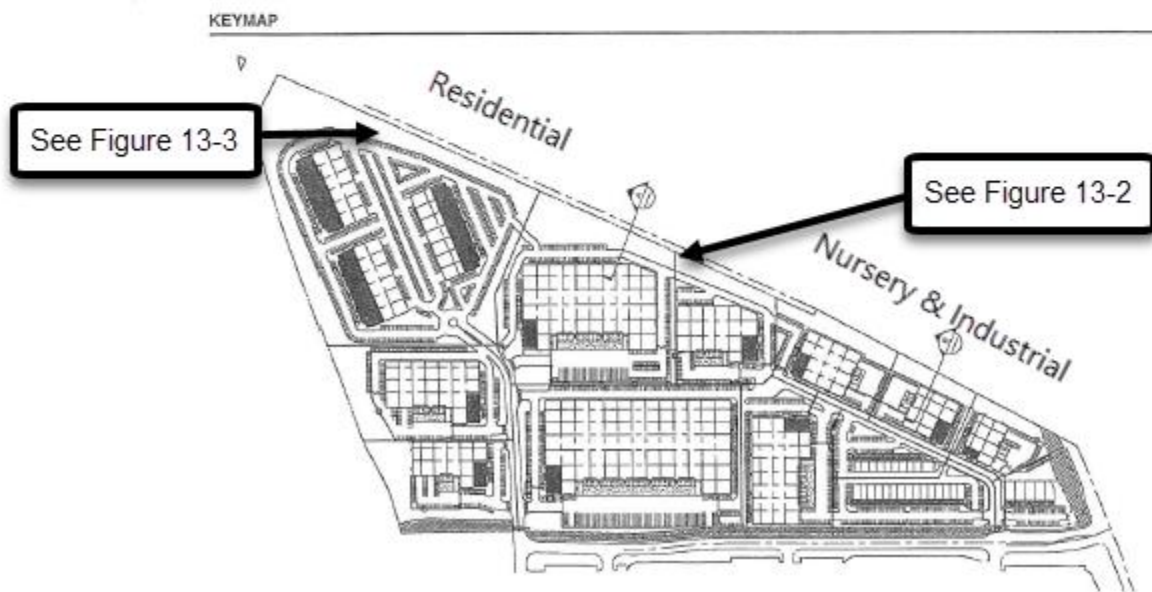 KEYMAP
Residential
See Figure 13-3
See Figure 13-2
Nursery & Industrial